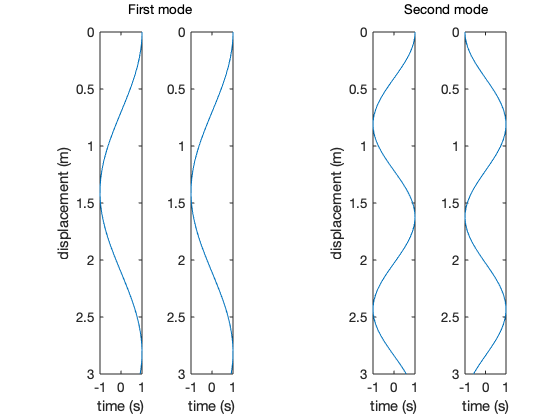 First mode
Second mode
0 0 0 0
0.5 0.5 0.5 0.5
1 1 1 1
1.5 1.5 1.5 1.5
2 2 2 2
2.5 2.5 2.5 2.5
3 3 3 3
displacement (m)
displacement (m)
-1 0 1 -1 0 1 -1 0 1 -1 0 1
time (s) time (s) time (s) time (s)